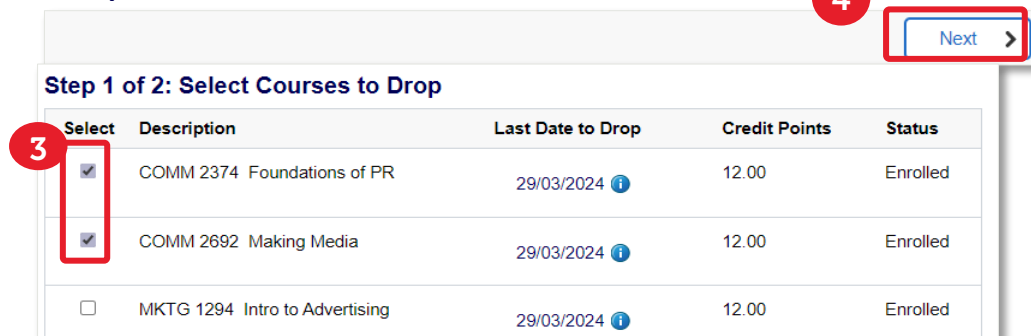 4
Next
Step 1 of 2: Select Courses to Drop
Select Description Last Date to Drop Credit Points Status
3
COMM 2374 Foundations of PR 29/03/2024 i 12.00 Enrolled
COMM 2692 Making Media 29/03/2024 i 12.00 Enrolled
MKTG 1294 Intro to Advertising 29/03/2024 i 12.00 Enrolled